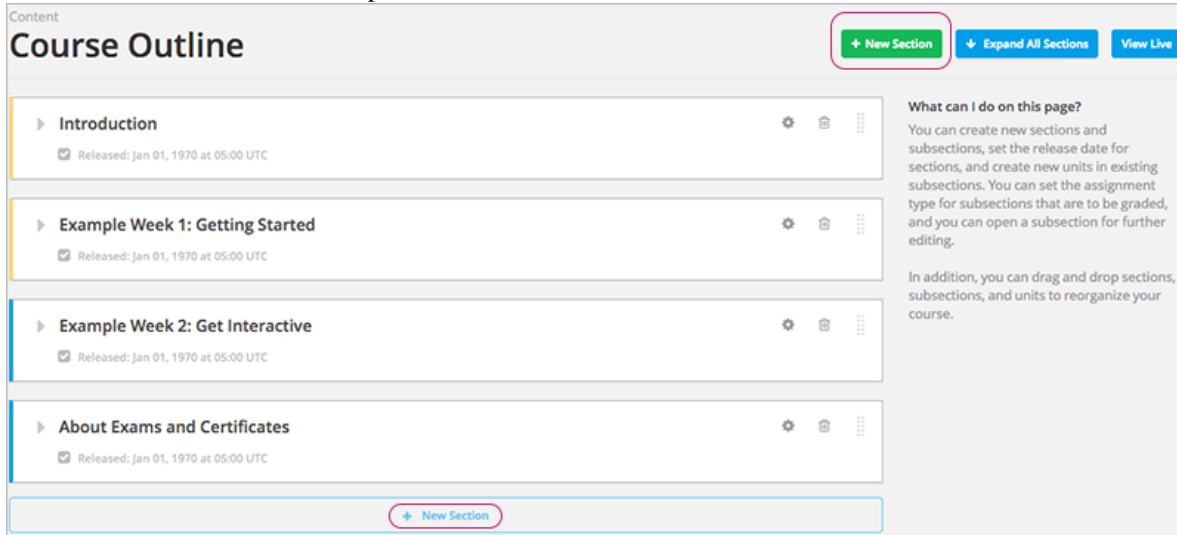 Content
Course Outline
+ New Section
Expand All Sections
View Live
Introduction
Released: Jan 01, 1970 at 05:00 UTC
Example Week 1: Getting Started
Released: Jan 01, 1970 at 05:00 UTC
Example Week 2: Get Interactive
Released: Jan 01, 1970 at 05:00 UTC
About Exams and Certificates
Released: Jan 01, 1970 at 05:00 UTC
+ New Section
What can I do on this page?
You can create new sections and
subsections, set the release date for
sections, and create new units in existing
subsections. You can set the assignment
type for subsections that are to be graded,
and you can open a subsection for further
editing.
In addition, you can drag and drop sections,
subsections, and units to reorganize your
course.